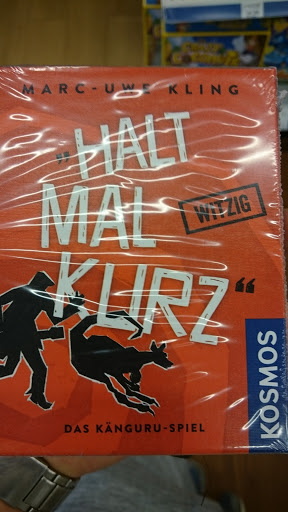 MARC-UWE KLING
„HALT
MAL
WITZIG
KURZ“
DAS KÄNGURU-SPIEL
KOSMOS